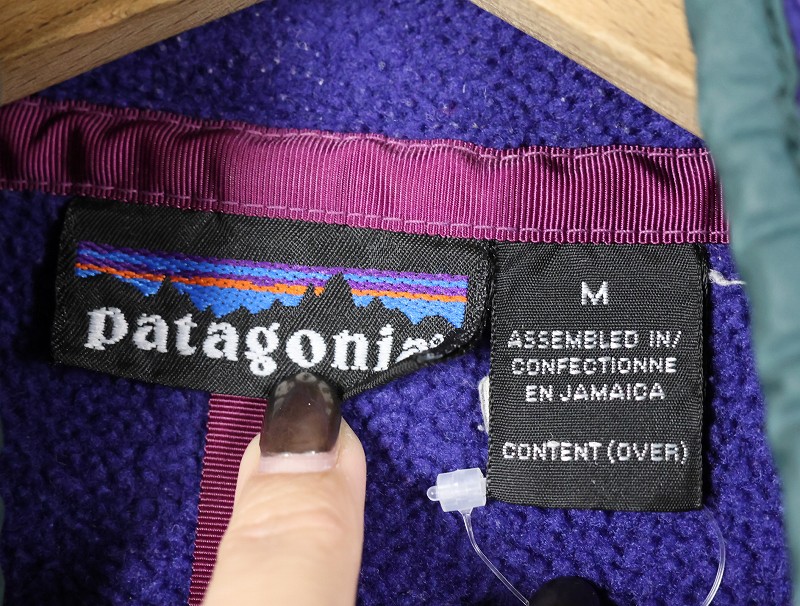 patagonia®
M
ASSEMBLED IN/
CONFECTIONNE
EN JAMAICA
CONTENT (OVER)